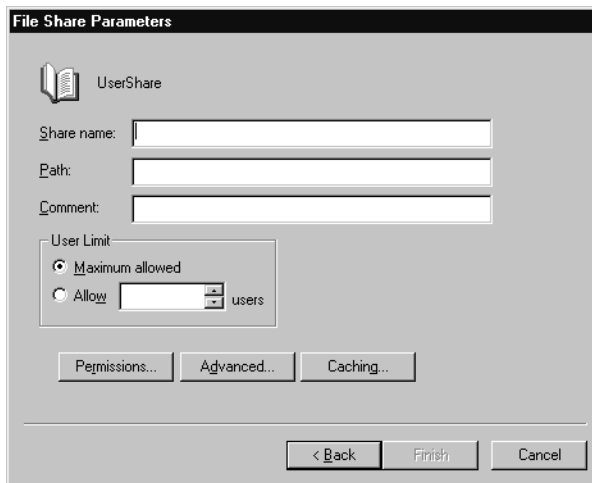 File Share Parameters
UserShare
Share name:
Path:
Comment:
User Limit
Maximum allowed
Allow users
Permissions... Advanced... Caching...
< Back Finish Cancel